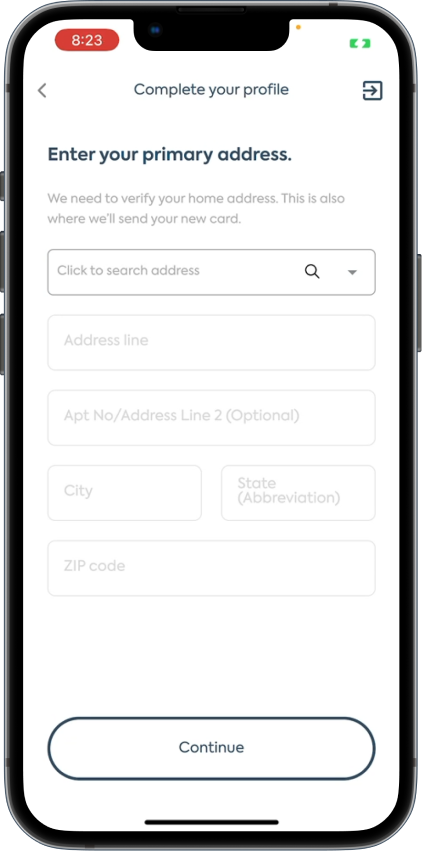 8:23
Complete your profile
Enter your primary address.
We need to verify your home address. This is also
where we'll send your new card.
Click to search address
Address line
Apt No/Address Line 2 (Optional)
City
State
(Abbreviation)
ZIP code
Continue